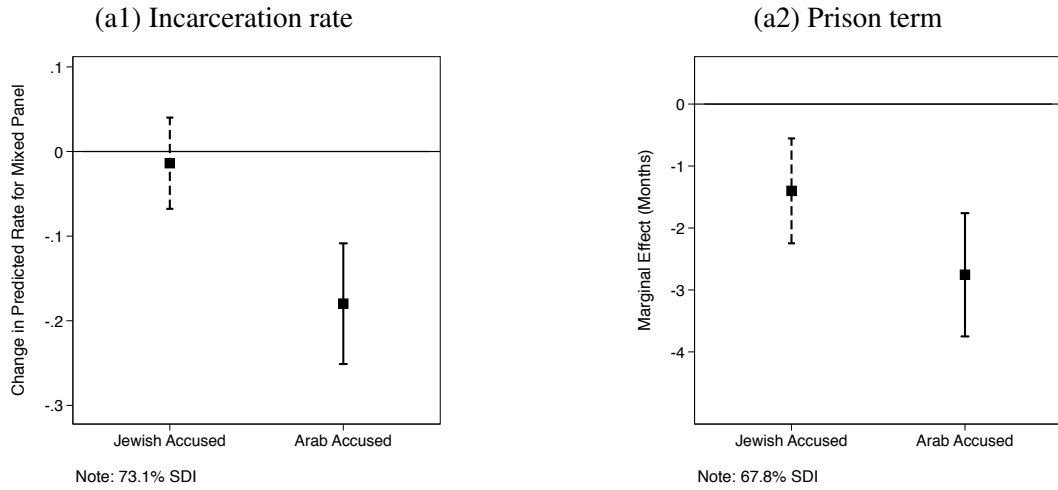 (a1) Incarceration rate
Change in Predicted Rate for Mixed Panel
.1
0
-.1
-.2
-.3
Jewish Accused
Arab Accused
Note: 73.1% SDI
(a2) Prison term
Marginal Effect (Months)
0
-1
-2
-3
-4
Jewish Accused
Arab Accused
Note: 67.8% SDI